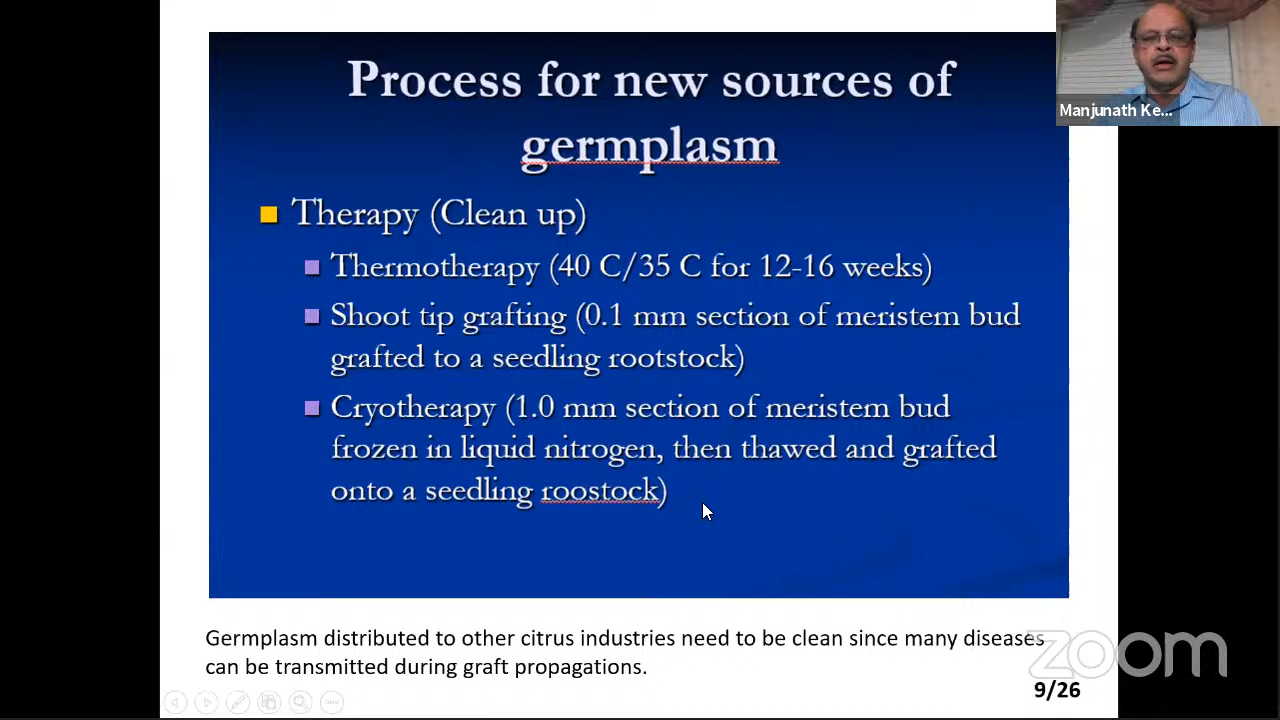 Process for new sources of
germplasm
Therapy (Clean up)
Thermotherapy (40 C/35 C for 12-16 weeks)
Shoot tip grafting (0.1 mm section of meristem bud
grafted to a seedling rootstock)
Cryotherapy (1.0 mm section of meristem bud
frozen in liquid nitrogen, then thawed and grafted
onto a seedling roostock)
Manjunath Ke...
Germplasm distributed to other citrus industries need to be clean since many diseases
can be transmitted during graft propagations.
zoom
9/26